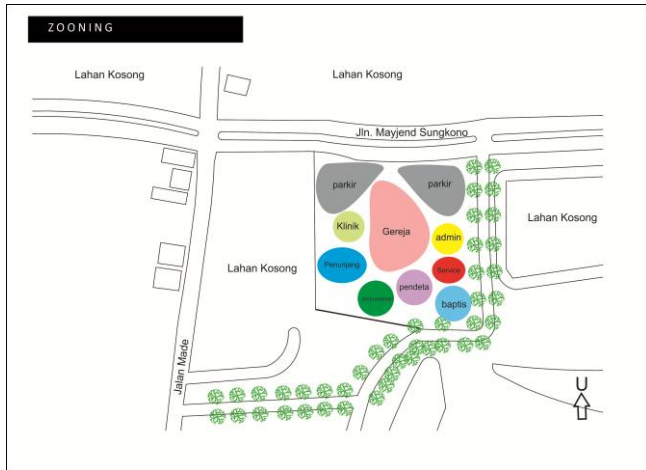 ZOONING
Lahan Kosong
Lahan Kosong
Jln. Mayjend Sungkono
parkir
parkir
Lahan Kosong
Klinik
Gereja
admin
Lahan Kosong
Penunjang
Service
pendeta
baptis
Jalan Made
U